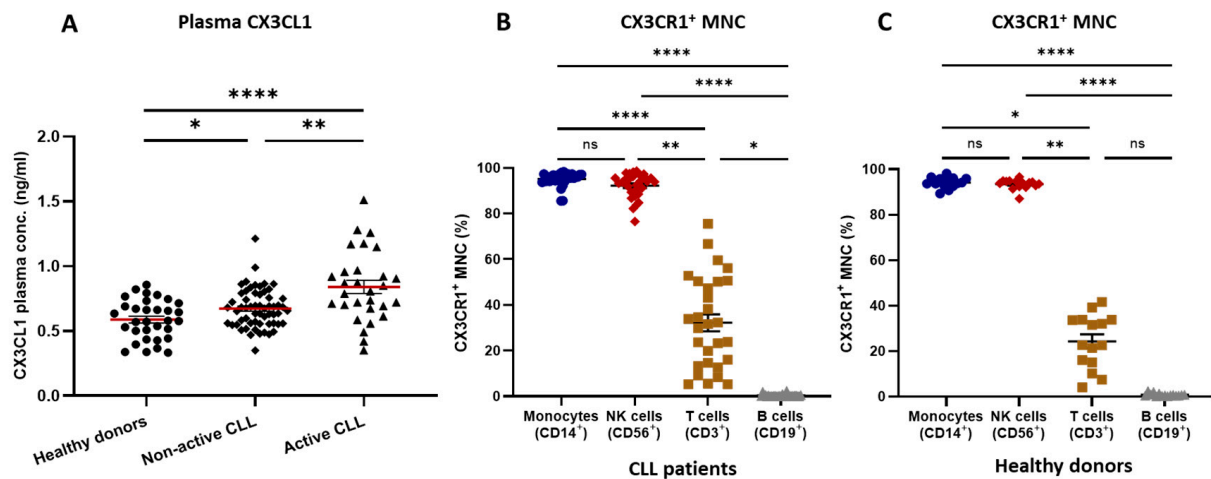 A Plasma CX3CL1
****
* **
CX3CL1 plasma conc. (ng/ml)
2.0
1.5
1.0
0.5
0.0
Healthy donors
Non-active CLL
Active CLL
B CX3CR1⁺ MNC
****
****
****
ns ** *
CX3CR1⁺ MNC (%)
100
80
60
40
20
0
Monocytes NK cells T cells B cells
(CD14⁺) (CD56⁺) (CD3⁺) (CD19⁺)
CLL patients
C CX3CR1⁺ MNC
****
****
*
ns ** ns
CX3CR1⁺ MNC (%)
100
80
60
40
20
0
Monocytes NK cells T cells B cells
(CD14⁺) (CD56⁺) (CD3⁺) (CD19⁺)
Healthy donors